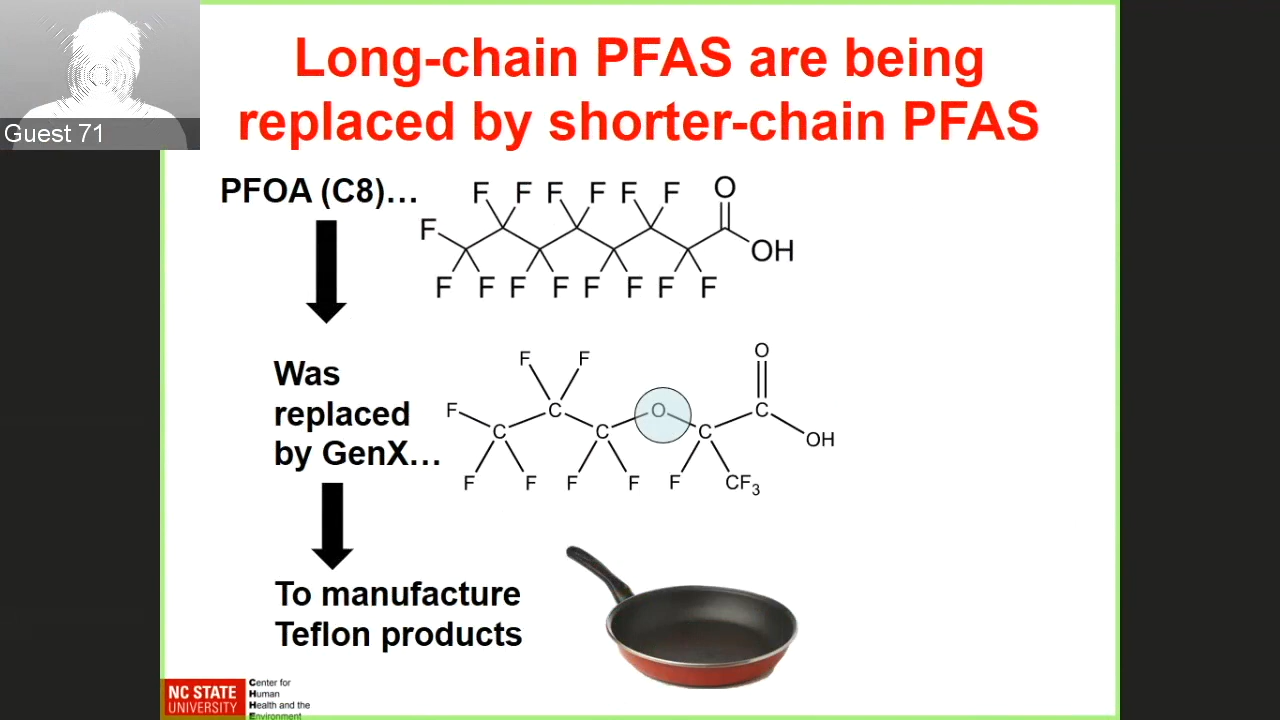 Guest 71
Long-chain PFAS are being
replaced by shorter-chain PFAS
PFOA (C8)…
F F F F F F O
F
OH
F F F F F F F F
Was
replaced
by GenX…
O
F F
F C O C
C C C OH
F F F F F CF3
To manufacture
Teflon products
NC STATE
UNIVERSITY
Center for
Human
Health and the
Environment